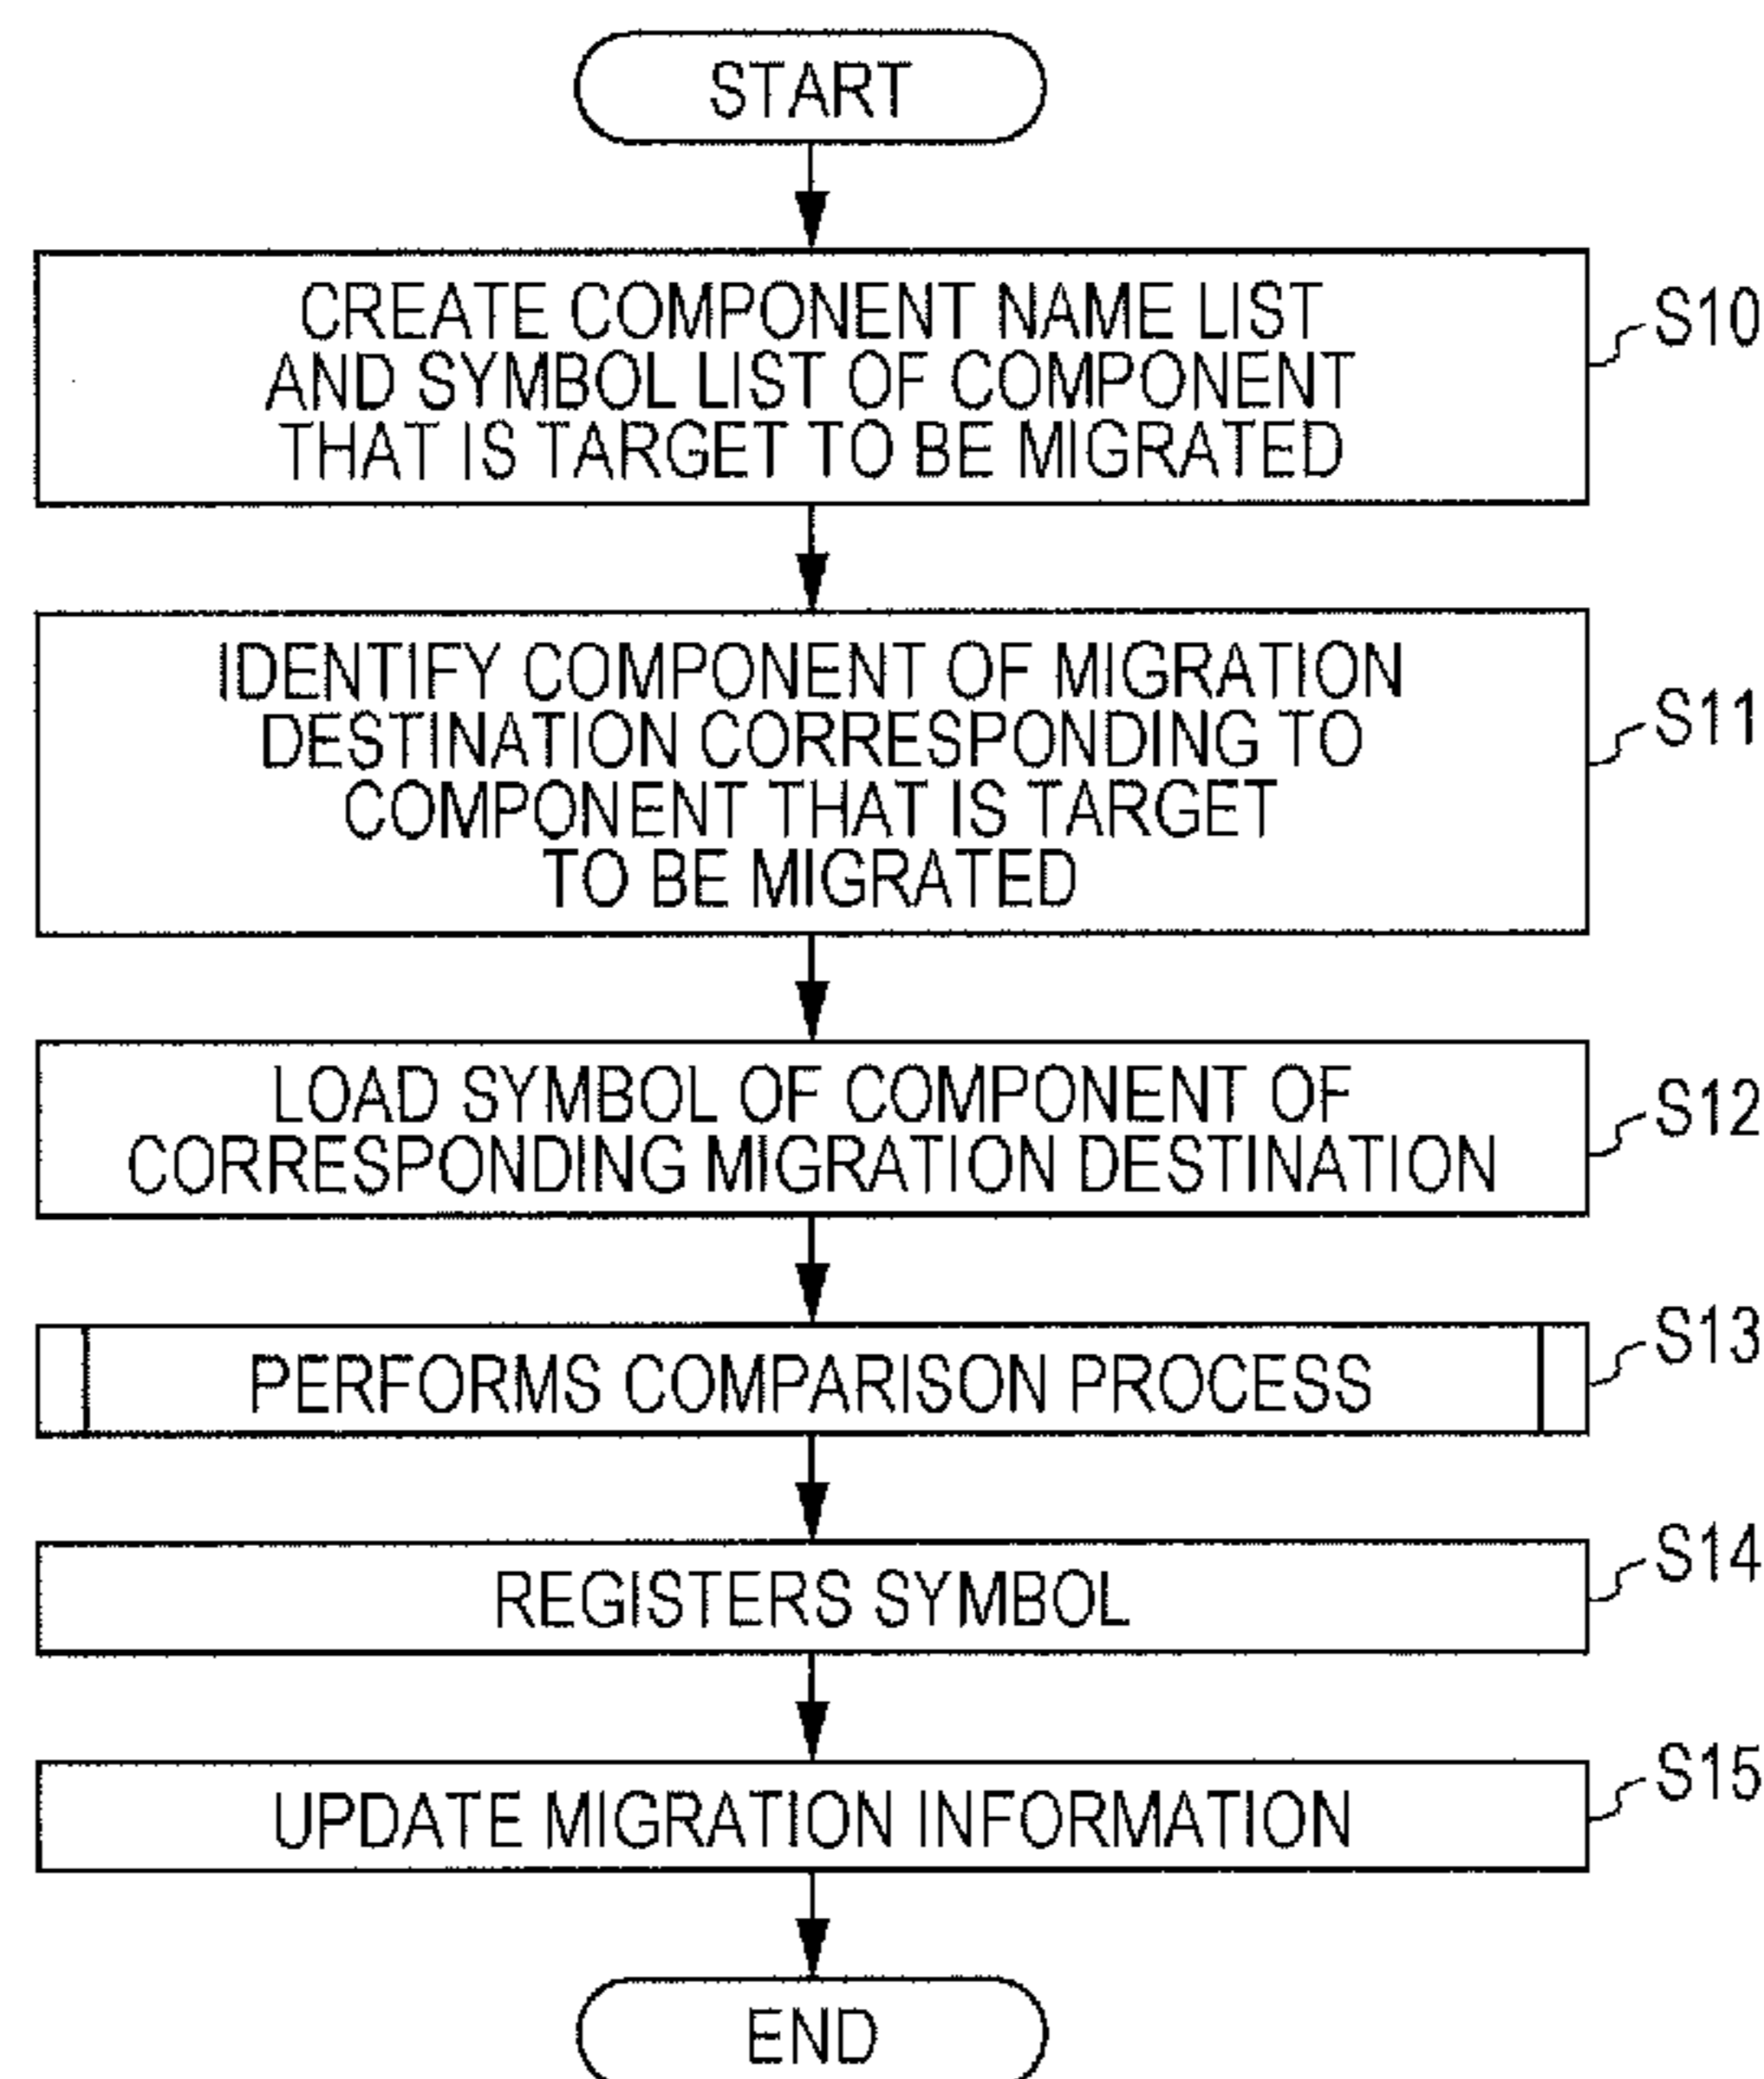 START
CREATE COMPONENT NAME LIST
AND SYMBOL LIST OF COMPONENT
THAT IS TARGET TO BE MIGRATED
S10
IDENTIFY COMPONENT OF MIGRATION
DESTINATION CORRESPONDING TO
COMPONENT THAT IS TARGET
TO BE MIGRATED
S11
LOAD SYMBOL OF COMPONENT OF
CORRESPONDING MIGRATION DESTINATION
S12
PERFORMS COMPARISON PROCESS
S13
REGISTERS SYMBOL
S14
UPDATE MIGRATION INFORMATION
S15
END